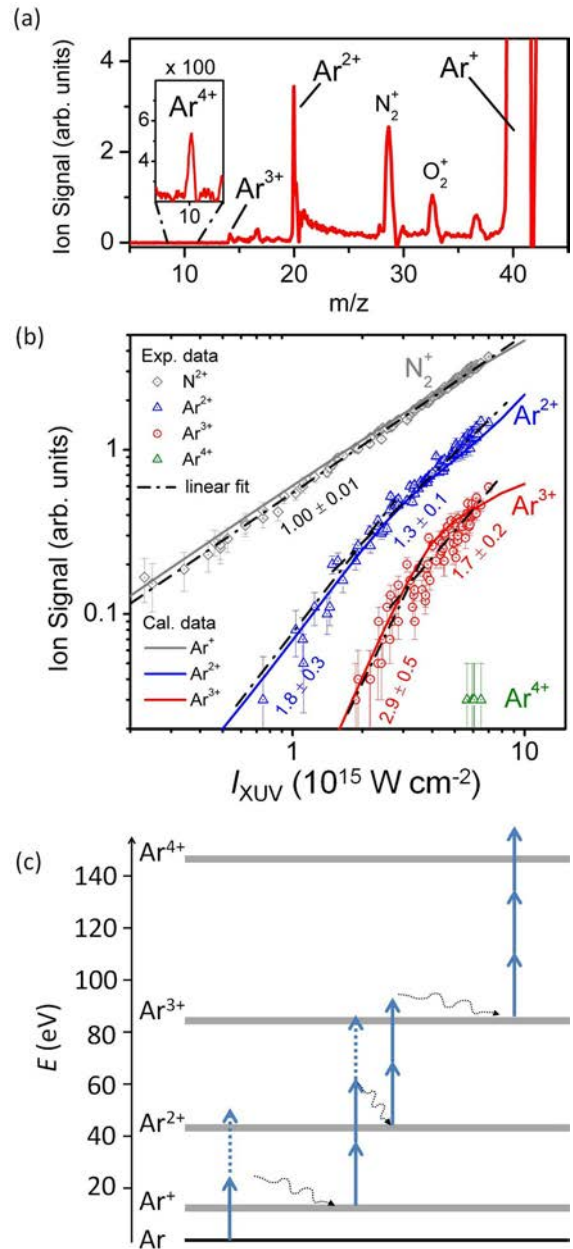 (a)
x 100
Ar4+
8
6
4
10
Ar3+
Ar2+
N2+
O2+
Ar+
Ion Signal (arb. units)
4
2
0
10
20
30
40
m/z
(b)
Exp. data
N2+
Ar2+
Ar3+
Ar4+
linear fit
N2+
Ar2+
Ar3+
Ar4+
1.00 ± 0.01
1.3 ± 0.1
1.7 ± 0.2
1.8 ± 0.3
2.9 ± 0.5
Cal. data
Ar+
Ar2+
Ar3+
Ion Signal (arb. units)
1
0.1
1
10
IXUV (10^15 W cm-2)
(c)
Ar4+
140
120
100
Ar3+
80
E (eV)
60
Ar2+
40
20
Ar+
Ar